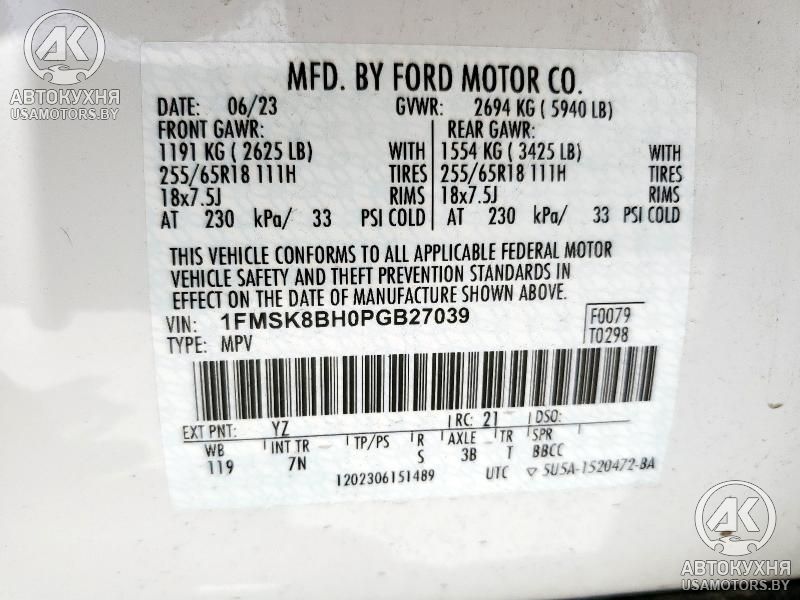 АК
АВТОКУХНЯ
USAMOTORS.BY
MFD. BY FORD MOTOR CO.
DATE: 06/23 GVWR: 2694 KG ( 5940 LB)
FRONT GAWR: REAR GAWR:
1191 KG ( 2625 LB) WITH 1554 KG ( 3425 LB) WITH
255/65R18 111H TIRES 255/65R18 111H TIRES
18x7.5J RIMS 18x7.5J RIMS
AT 230 kPa/ 33 PSI COLD AT 230 kPa/ 33 PSI COLD
THIS VEHICLE CONFORMS TO ALL APPLICABLE FEDERAL MOTOR
VEHICLE SAFETY AND THEFT PREVENTION STANDARDS IN
EFFECT ON THE DATE OF MANUFACTURE SHOWN ABOVE.
VIN: 1FMSK8BH0PGB27039 F0079
TYPE: MPV T0298
EXT PNT: YZ RC: 21 DSO:
WB INT TR TP/PS R AXLE TR SPR
119 7N S 3B T BBCC
1202306151489 UTC ▽ 5U5A-1520472-BA
АК
АВТОКУХНЯ
USAMOTORS.BY